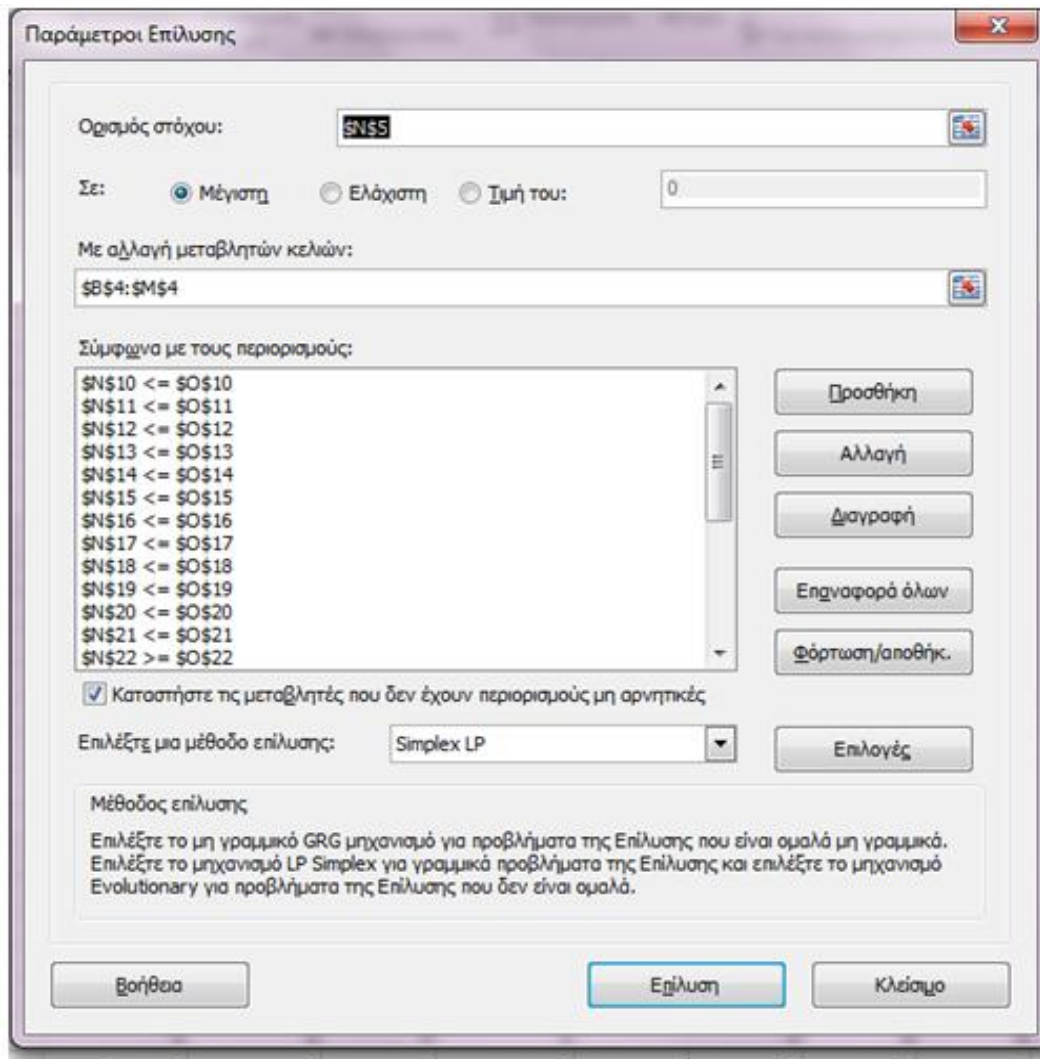 Παράμετροι Επίλυσης
Ορισμός στόχου: $N$5
Σε: Μέγιστη Ελάχιστη Τιμή του: 0
Με αλλαγή μεταβλητών κελιών:
$B$4:$M$4
Σύμφωνα με τους περιορισμούς:
$N$10 <= $O$10
$N$11 <= $O$11
$N$12 <= $O$12
$N$13 <= $O$13
$N$14 <= $O$14
$N$15 <= $O$15
$N$16 <= $O$16
$N$17 <= $O$17
$N$18 <= $O$18
$N$19 <= $O$19
$N$20 <= $O$20
$N$21 <= $O$21
$N$22 >= $O$22
Προσθήκη
Αλλαγή
Διαγραφή
Επαναφορά όλων
Φόρτωση/αποθήκ.
Καταστήστε τις μεταβλητές που δεν έχουν περιορισμούς μη αρνητικές
Επιλέξτε μια μέθοδο επίλυσης: Simplex LP Επιλογές
Μέθοδος επίλυσης
Επιλέξτε το μη γραμμικό GRG μηχανισμό για προβλήματα της Επίλυσης που είναι ομαλά μη γραμμικά.
Επιλέξτε το μηχανισμό LP Simplex για γραμμικά προβλήματα της Επίλυσης και επιλέξτε το μηχανισμό
Evolutionary για προβλήματα της Επίλυσης που δεν είναι ομαλά.
Βοήθεια Επίλυση Κλείσιμο